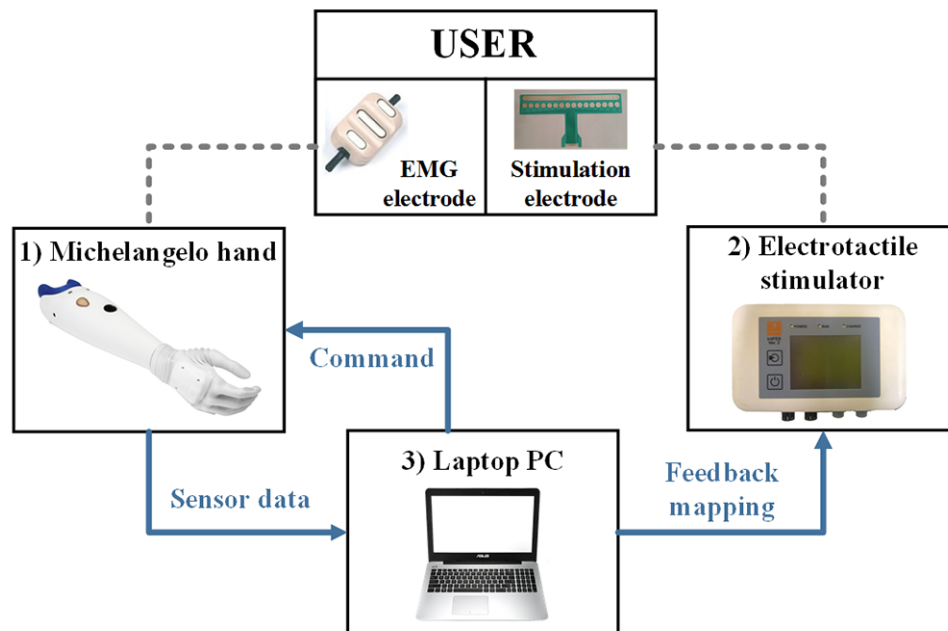 USER
EMG
electrode
Stimulation
electrode
1) Michelangelo hand
2) Electrotactile
stimulator
Command
3) Laptop PC
Sensor data
Feedback
mapping
ASUS